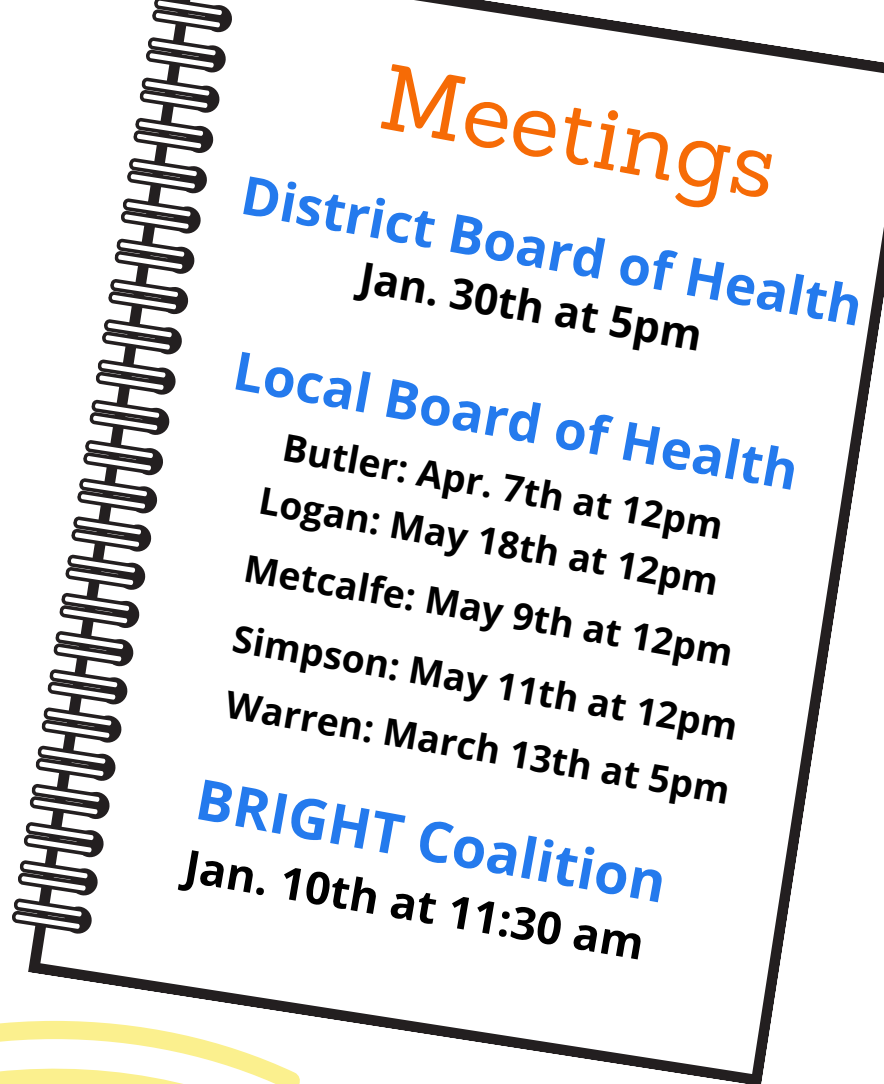 Meetings
District Board of Health
Jan. 30th at 5pm
Local Board of Health
Butler: Apr. 7th at 12pm
Logan: May 18th at 12pm
Metcalfe: May 9th at 12pm
Simpson: May 11th at 12pm
Warren: March 13th at 5pm
BRIGHT Coalition
Jan. 10th at 11:30 am